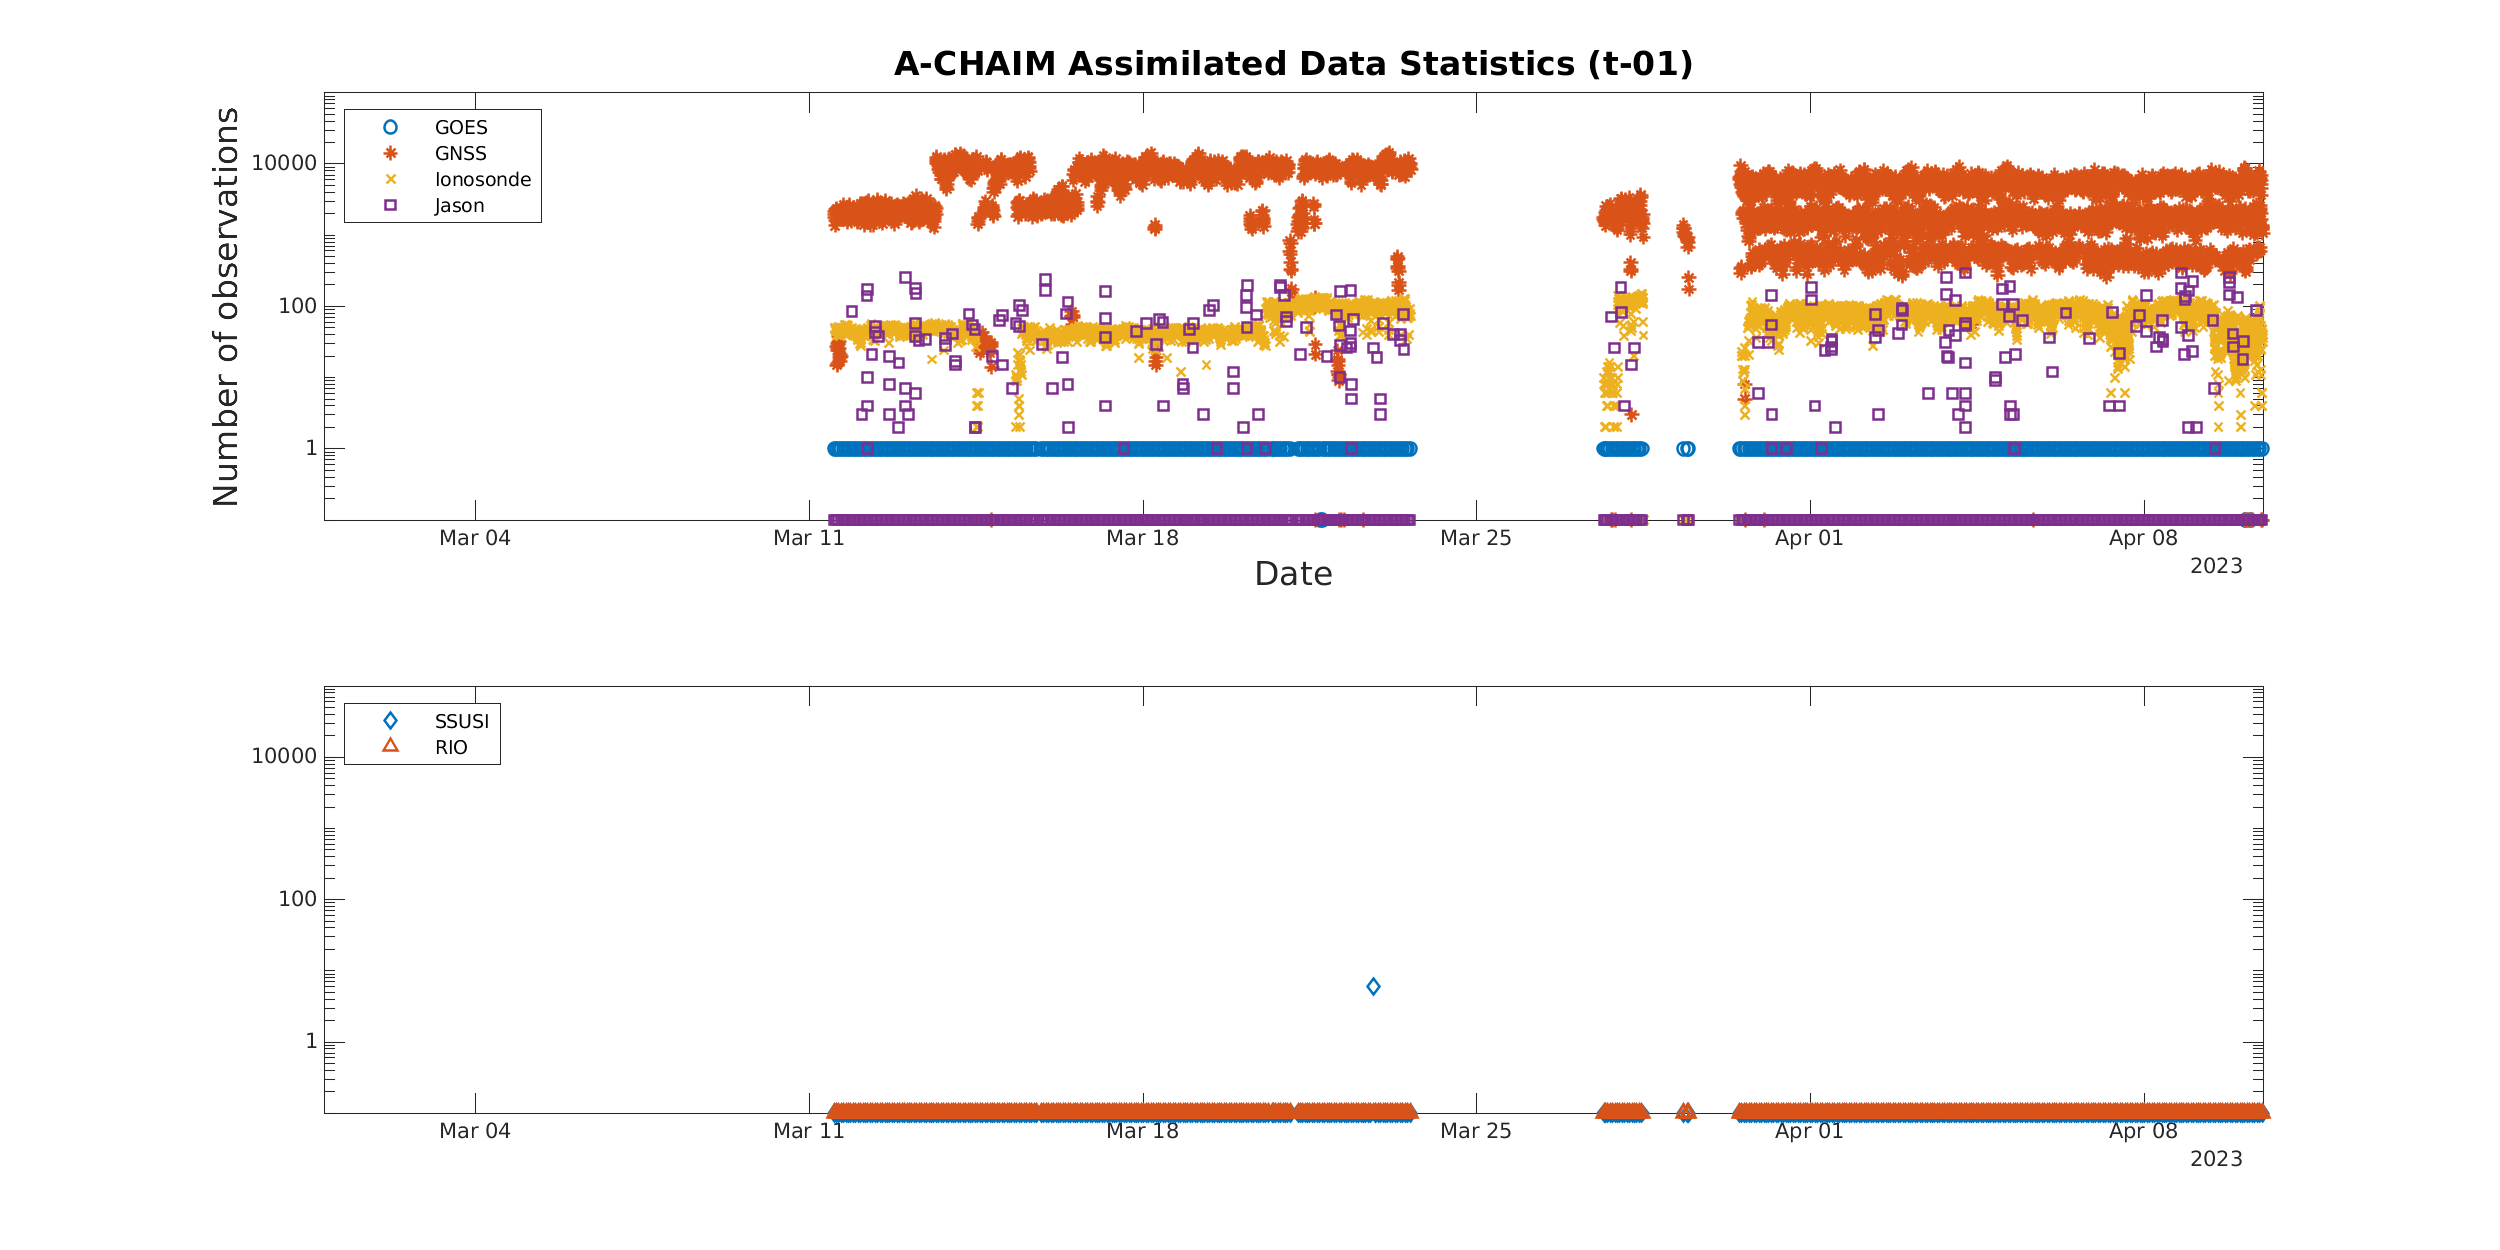 A-CHAIM Assimilated Data Statistics (t-01)
Number of observations
10000
100
1
GOES
GNSS
Ionosonde
Jason
Mar 04
Mar 11
Mar 18
Mar 25
Apr 01
Apr 08
2023
Date
10000
100
1
SSUSI
RIO
Mar 04
Mar 11
Mar 18
Mar 25
Apr 01
Apr 08
2023